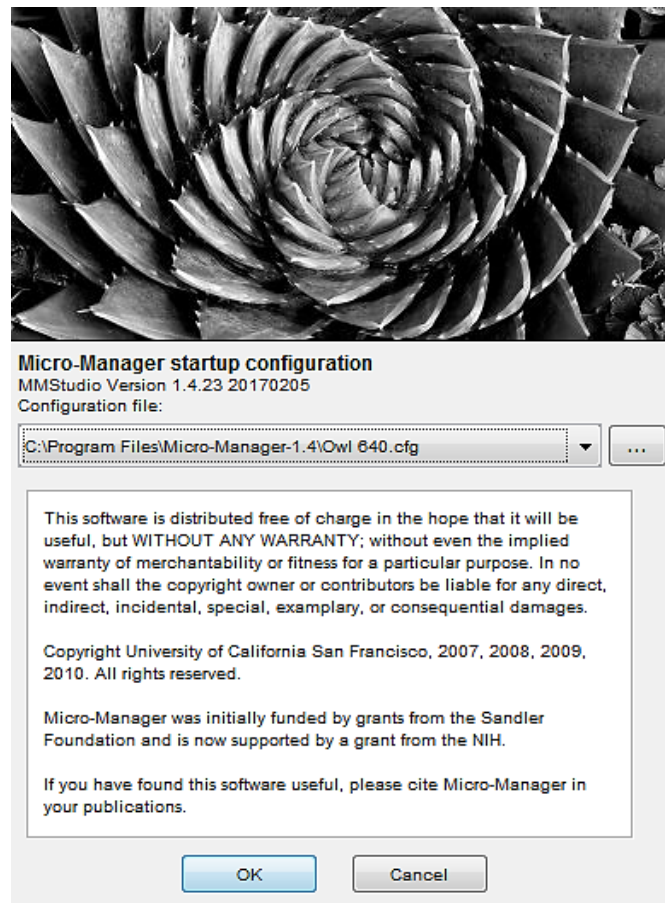 Micro-Manager startup configuration
MMStudio Version 1.4.23 20170205
Configuration file:
C:\Program Files\Micro-Manager-1.4\Owl 640.cfg
...
This software is distributed free of charge in the hope that it will be
useful, but WITHOUT ANY WARRANTY; without even the implied
warranty of merchantability or fitness for a particular purpose. In no
event shall the copyright owner or contributors be liable for any direct,
indirect, incidental, special, examplary, or consequential damages.
Copyright University of California San Francisco, 2007, 2008, 2009,
2010. All rights reserved.
Micro-Manager was initially funded by grants from the Sandler
Foundation and is now supported by a grant from the NIH.
If you have found this software useful, please cite Micro-Manager in
your publications.
OK
Cancel